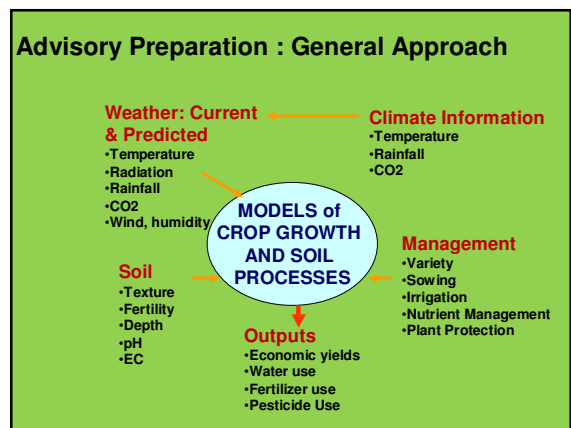 Advisory Preparation : General Approach
Weather: Current
& Predicted
•Temperature
•Radiation
•Rainfall
•CO2
•Wind, humidity
Climate Information
•Temperature
•Rainfall
•CO2
MODELS of
CROP GROWTH
AND SOIL
PROCESSES
Soil
•Texture
•Fertility
•Depth
•pH
•EC
Management
•Variety
•Sowing
•Irrigation
•Nutrient Management
•Plant Protection
Outputs
•Economic yields
•Water use
•Fertilizer use
•Pesticide Use